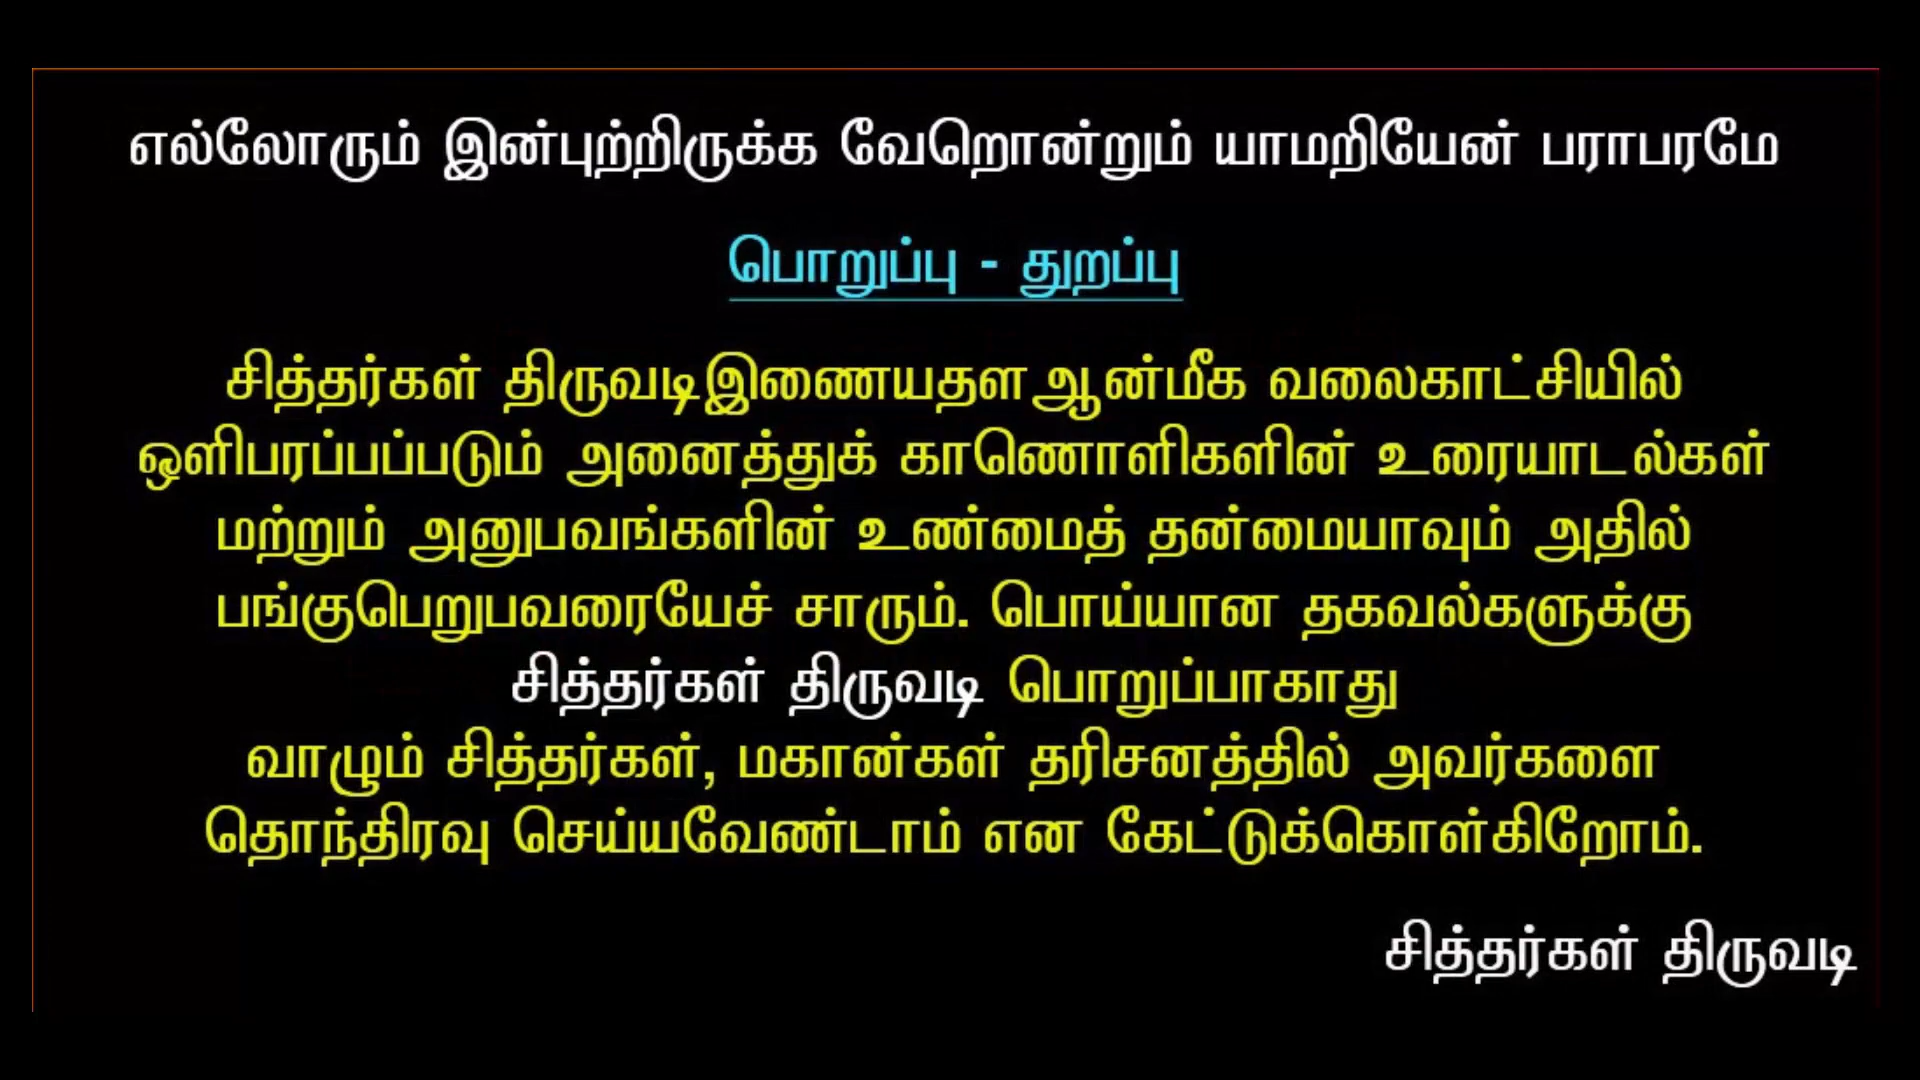 எல்லோரும் இன்புற்றிருக்க வேறொன்றும் யாமறியேன் பராபரமே
பொறுப்பு - துறப்பு
சித்தர்கள் திருவடிஇணையதளஆன்மீக வலைகாட்சியில்
ஒளிபரப்பப்படும் அனைத்துக் காணொளிகளின் உரையாடல்கள்
மற்றும் அனுபவங்களின் உண்மைத் தன்மையாவும் அதில்
பங்குபெறுபவரையேச் சாரும். பொய்யான தகவல்களுக்கு
சித்தர்கள் திருவடி பொறுப்பாகாது
வாழும் சித்தர்கள், மகான்கள் தரிசனத்தில் அவர்களை
தொந்திரவு செய்யவேண்டாம் என கேட்டுக்கொள்கிறோம்.
சித்தர்கள் திருவடி